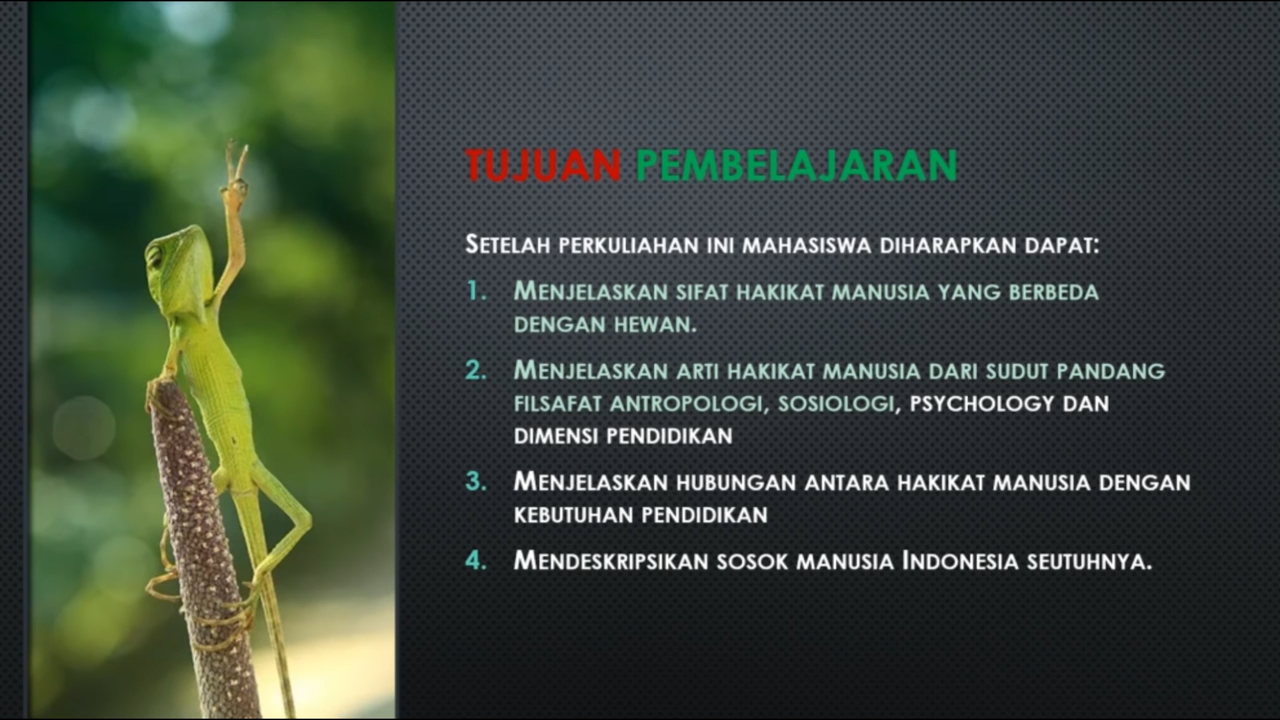 TUJUAN PEMBELAJARAN
SETELAH PERKULIAHAN INI MAHASISWA DIHARAPKAN DAPAT:
1. MENJELASKAN SIFAT HAKIKAT MANUSIA YANG BERBEDA
DENGAN HEWAN.
2. MENJELASKAN ARTI HAKIKAT MANUSIA DARI SUDUT PANDANG
FILSAFAT ANTROPOLOGI, SOSIOLOGI, PSYCHOLOGY DAN
DIMENSI PENDIDIKAN
3. MENJELASKAN HUBUNGAN ANTARA HAKIKAT MANUSIA DENGAN
KEBUTUHAN PENDIDIKAN
4. MENDESKRIPSIKAN SOSOK MANUSIA INDONESIA SEUTUHNYA.